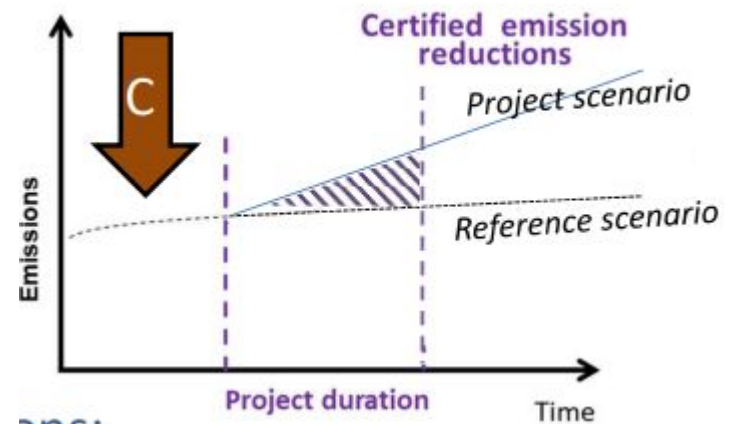 Certified emission
reductions
C
Project scenario
Reference scenario
Emissions
Project duration
Time